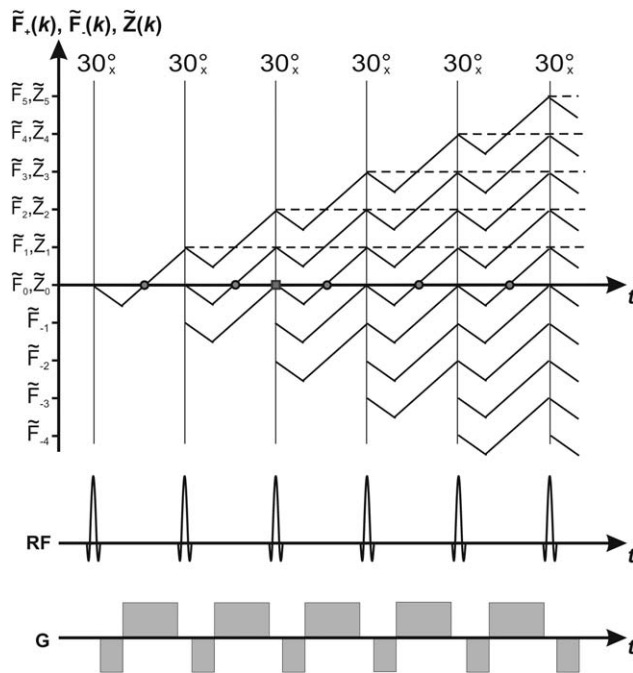 F̃₊(k), F̃₋(k), Z̃(k)
30°ₓ 30°ₓ 30°ₓ 30°ₓ 30°ₓ 30°ₓ
F̃₅,Z̃₅
F̃₄,Z̃₄
F̃₃,Z̃₃
F̃₂,Z̃₂
F̃₁,Z̃₁
F̃₀,Z̃₀ t
F̃₋₁
F̃₋₂
F̃₋₃
F̃₋₄
RF t
G t